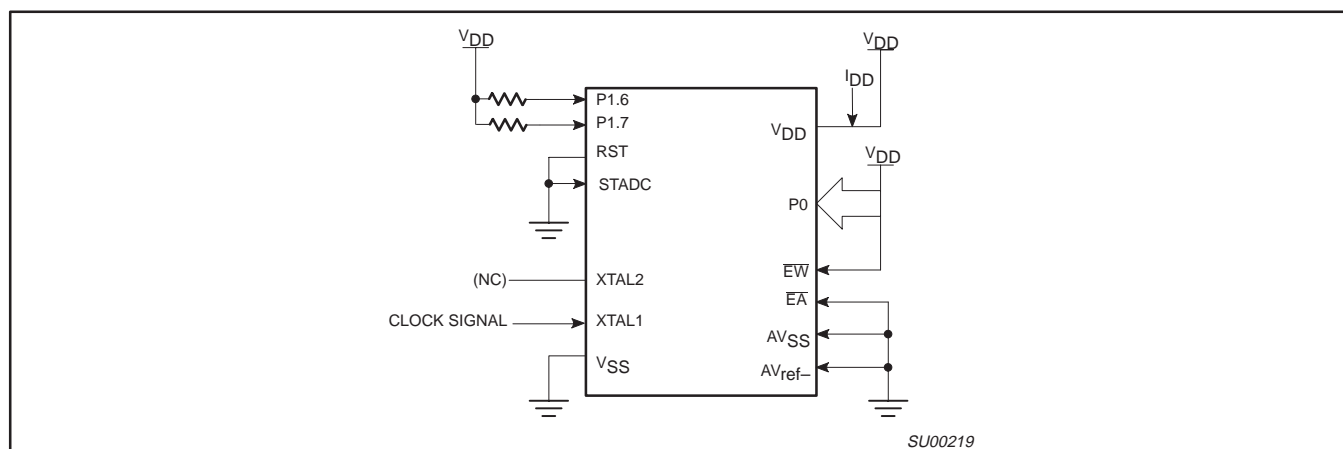 VDD
P1.6
P1.7
RST
STADC
(NC)
XTAL2
CLOCK SIGNAL
XTAL1
VSS
VDD
IDD
VDD
VDD
P0
EW
EA
AVSS
AVref–
SU00219